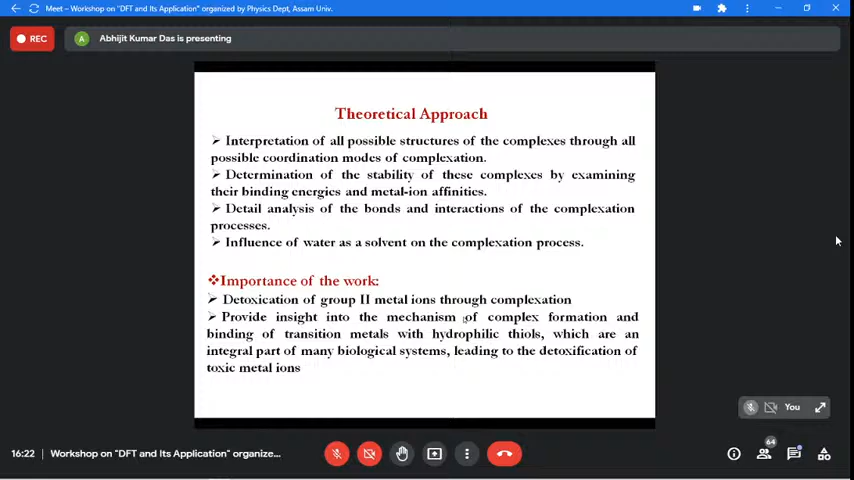 Meet – Workshop on "DFT and Its Application" organized by Physics Dept, Assam Univ.
REC
A
Abhijit Kumar Das is presenting
Theoretical Approach
➢ Interpretation of all possible structures of the complexes through all
possible coordination modes of complexation.
➢ Determination of the stability of these complexes by examining
their binding energies and metal-ion affinities.
➢ Detail analysis of the bonds and interactions of the complexation
processes.
➢ Influence of water as a solvent on the complexation process.
❖Importance of the work:
➢ Detoxication of group II metal ions through complexation
➢ Provide insight into the mechanism of complex formation and
binding of transition metals with hydrophilic thiols, which are an
integral part of many biological systems, leading to the detoxification of
toxic metal ions
You
16:22 Workshop on "DFT and Its Application" organize...
64